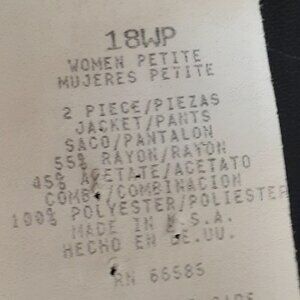 18WP
WOMEN PETITE
MUJERES PETITE
2 PIECE/PIEZAS
JACKET/PANTS
SACO/PANTALON
55% RAYON/RAYON
45% ACETATE/ACETATO
COMB./COMBINACION
100% POLYESTER/POLIESTER
MADE IN U.S.A.
HECHO EN EE.UU.
RN 66585